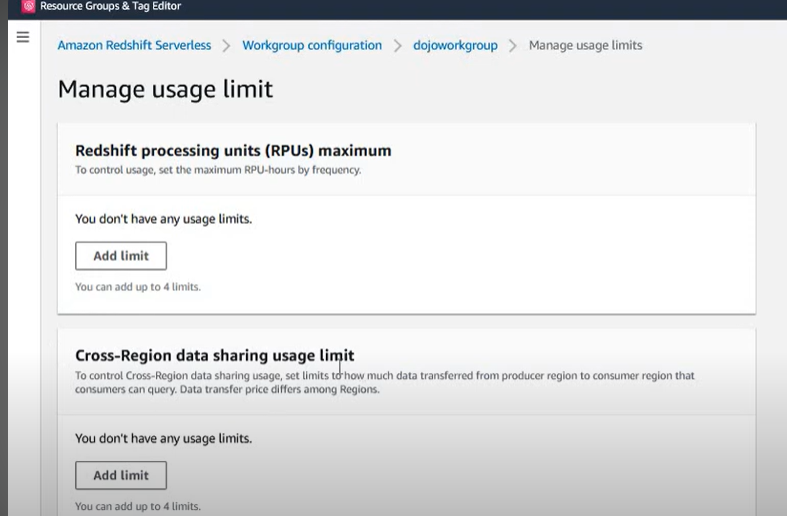 Resource Groups & Tag Editor
Amazon Redshift Serverless > Workgroup configuration > dojoworkgroup > Manage usage limits
Manage usage limit
Redshift processing units (RPUs) maximum
To control usage, set the maximum RPU-hours by frequency.
You don't have any usage limits.
Add limit
You can add up to 4 limits.
Cross-Region data sharing usage limit
To control Cross-Region data sharing usage, set limits to how much data transferred from producer region to consumer region that
consumers can query. Data transfer price differs among Regions.
You don't have any usage limits.
Add limit
You can add up to 4 limits.